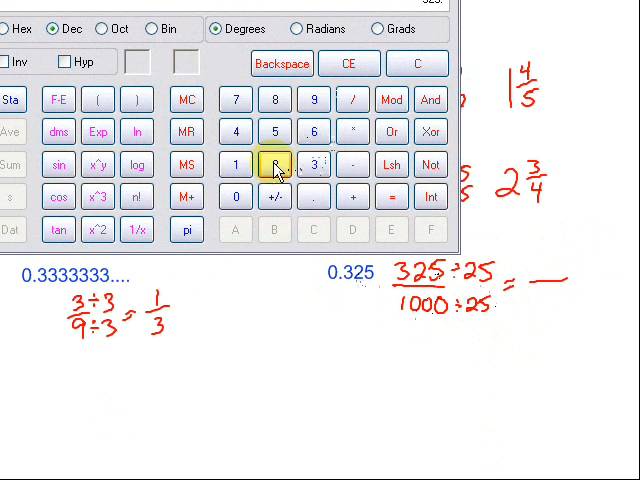 325.
Hex Dec Oct Bin Degrees Radians Grads
Inv Hyp Backspace CE C
Sta F-E ( ) MC 7 8 9 / Mod And
Ave dms Exp ln MR 4 5 6 * Or Xor
Sum sin x^y log MS 1 3 - Lsh Not
s cos x^3 n! M+ 0 +/- . + = Int
Dat tan x^2 1/x pi A B C D E F
1 4/5
2 3/4
0.3333333....
3÷3/9÷3 = 1/3
0.325 325÷25/1000÷25 =